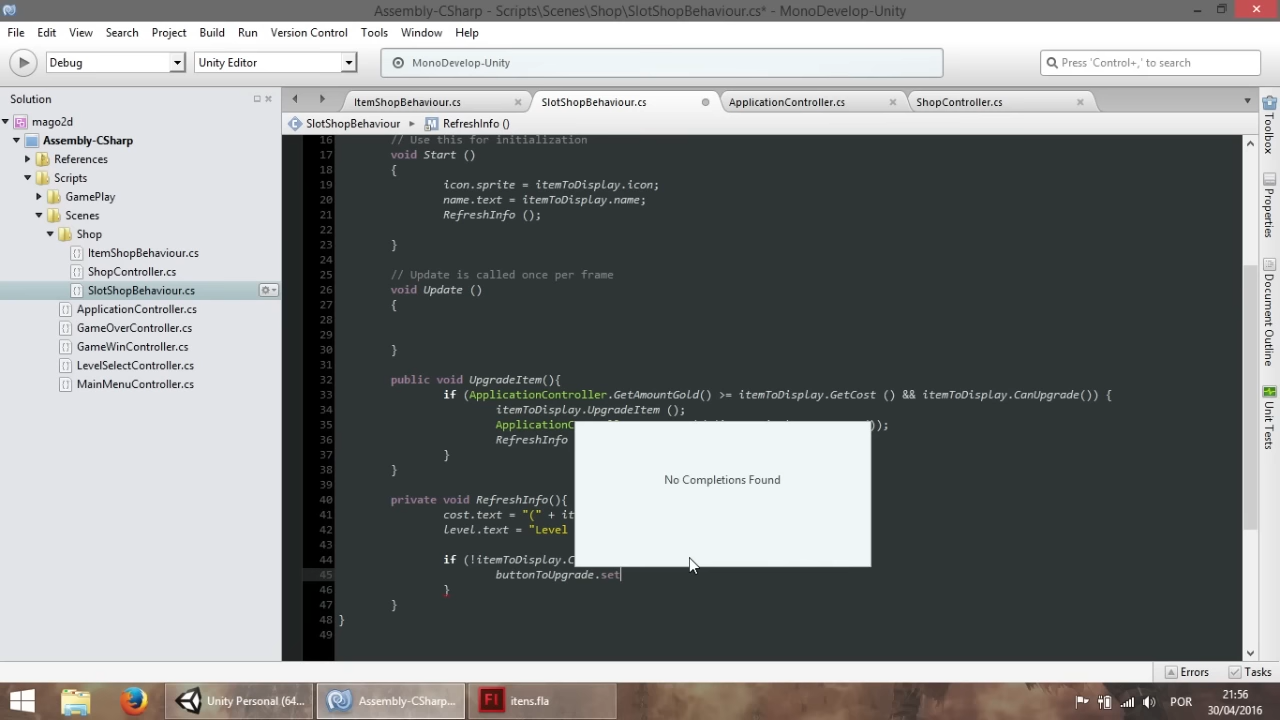 Assembly-CSharp - Scripts\Scenes\Shop\SlotShopBehaviour.cs* - MonoDevelop-Unity
File Edit View Search Project Build Run Version Control Tools Window Help
Debug Unity Editor MonoDevelop-Unity Press 'Control+,' to search
Solution
mago2d
Assembly-CSharp
References
Scripts
GamePlay
Scenes
Shop
ItemShopBehaviour.cs
ShopController.cs
SlotShopBehaviour.cs
ApplicationController.cs
GameOverController.cs
GameWinController.cs
LevelSelectController.cs
MainMenuController.cs
ItemShopBehaviour.cs SlotShopBehaviour.cs ApplicationController.cs ShopController.cs
SlotShopBehaviour RefreshInfo ()
16 // Use this for initialization
17 void Start ()
18 {
19 icon.sprite = itemToDisplay.icon;
20 name.text = itemToDisplay.name;
21 RefreshInfo ();
22
23 }
24
25 // Update is called once per frame
26 void Update ()
27 {
28
29
30 }
31
32 public void UpgradeItem(){
33 if (ApplicationController.GetAmountGold() >= itemToDisplay.GetCost () && itemToDisplay.CanUpgrade()) {
34 itemToDisplay.UpgradeItem ();
35 ApplicationC ));
36 RefreshInfo
37 }
38 }
39
40 private void RefreshInfo(){
41 cost.text = "(" + it
42 level.text = "Level
43
44 if (!itemToDisplay.C
45 buttonToUpgrade.set
46 }
47 }
48 }
49
No Completions Found
Toolbox
Properties
Document Outline
Unit Tests
Errors Tasks
Unity Personal (64... Assembly-CSharp... Fl itens.fla
POR
21:56
30/04/2016